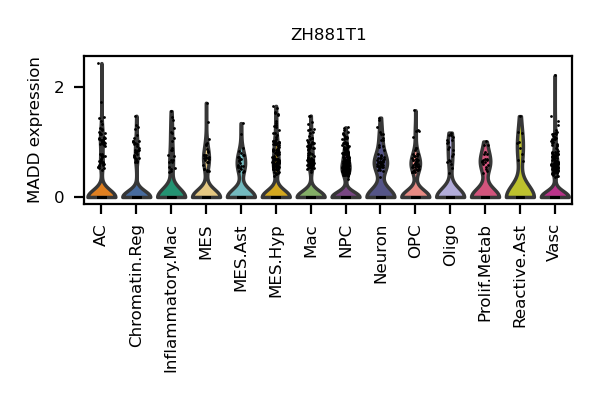 ZH881T1
MADD expression
2
0
AC
Chromatin.Reg
Inflammatory.Mac
MES
MES.Ast
MES.Hyp
Mac
NPC
Neuron
OPC
Oligo
Prolif.Metab
Reactive.Ast
Vasc